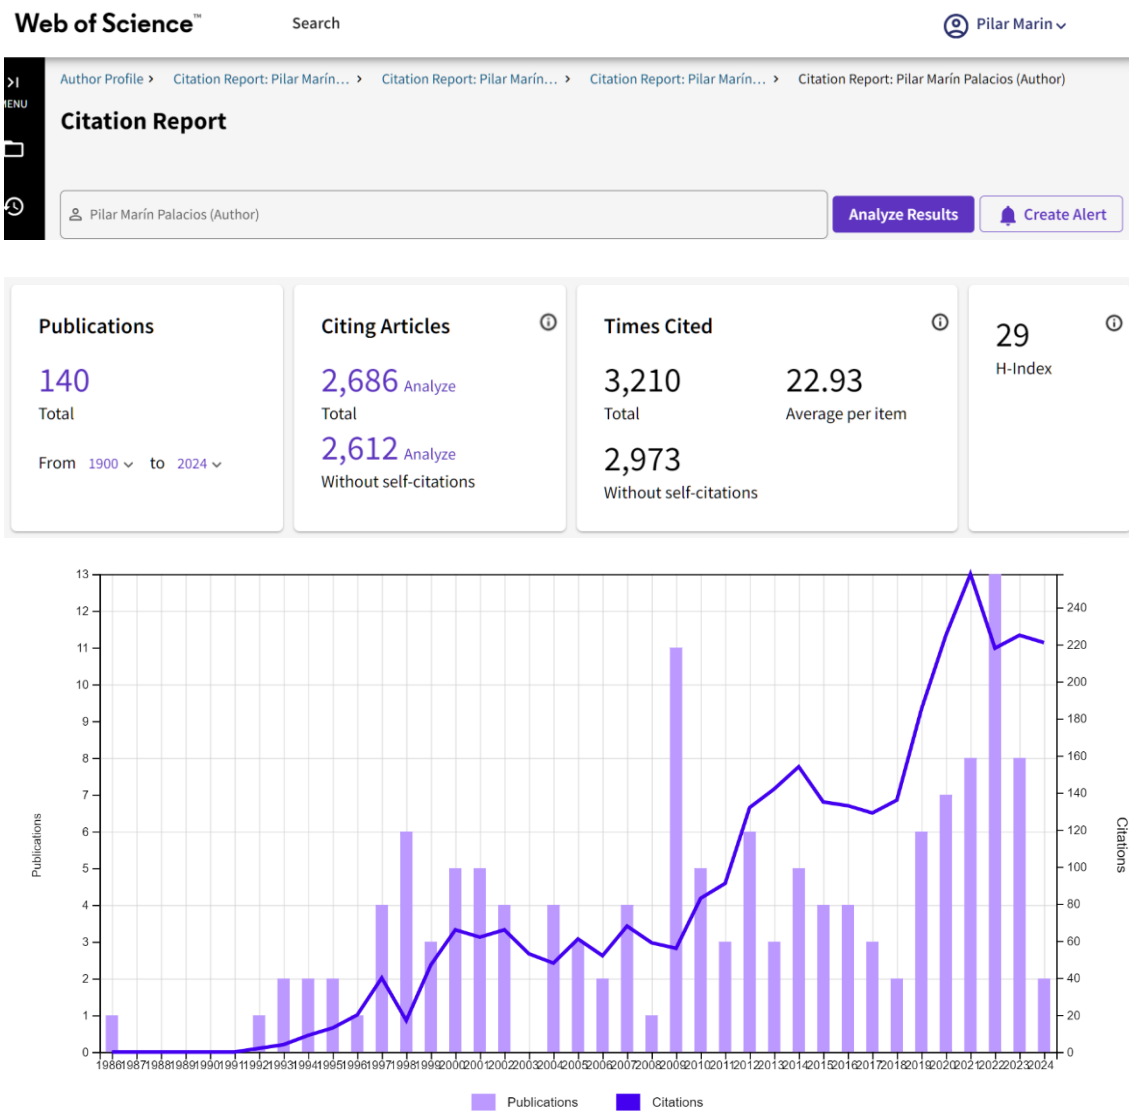 Web of Science™ Search Pilar Marin
MENU
Author Profile > Citation Report: Pilar Marín... > Citation Report: Pilar Marín... > Citation Report: Pilar Marín... > Citation Report: Pilar Marín Palacios (Author)
Citation Report
Pilar Marín Palacios (Author) Analyze Results Create Alert
Publications
140
Total
From 1900 to 2024
Citing Articles
2,686 Analyze
Total
2,612 Analyze
Without self-citations
Times Cited
3,210
Total
22.93
Average per item
2,973
Without self-citations
29
H-Index
Publications
13
12
11
10
9
8
7
6
5
4
3
2
1
0
240
220
200
180
160
140
120
100
80
60
40
20
0
Citations
1986 1987 1988 1989 1990 1991 1992 1993 1994 1995 1996 1997 1998 1999 2000 2001 2002 2003 2004 2005 2006 2007 2008 2009 2010 2011 2012 2013 2014 2015 2016 2017 2018 2019 2020 2021 2022 2023 2024
Publications Citations